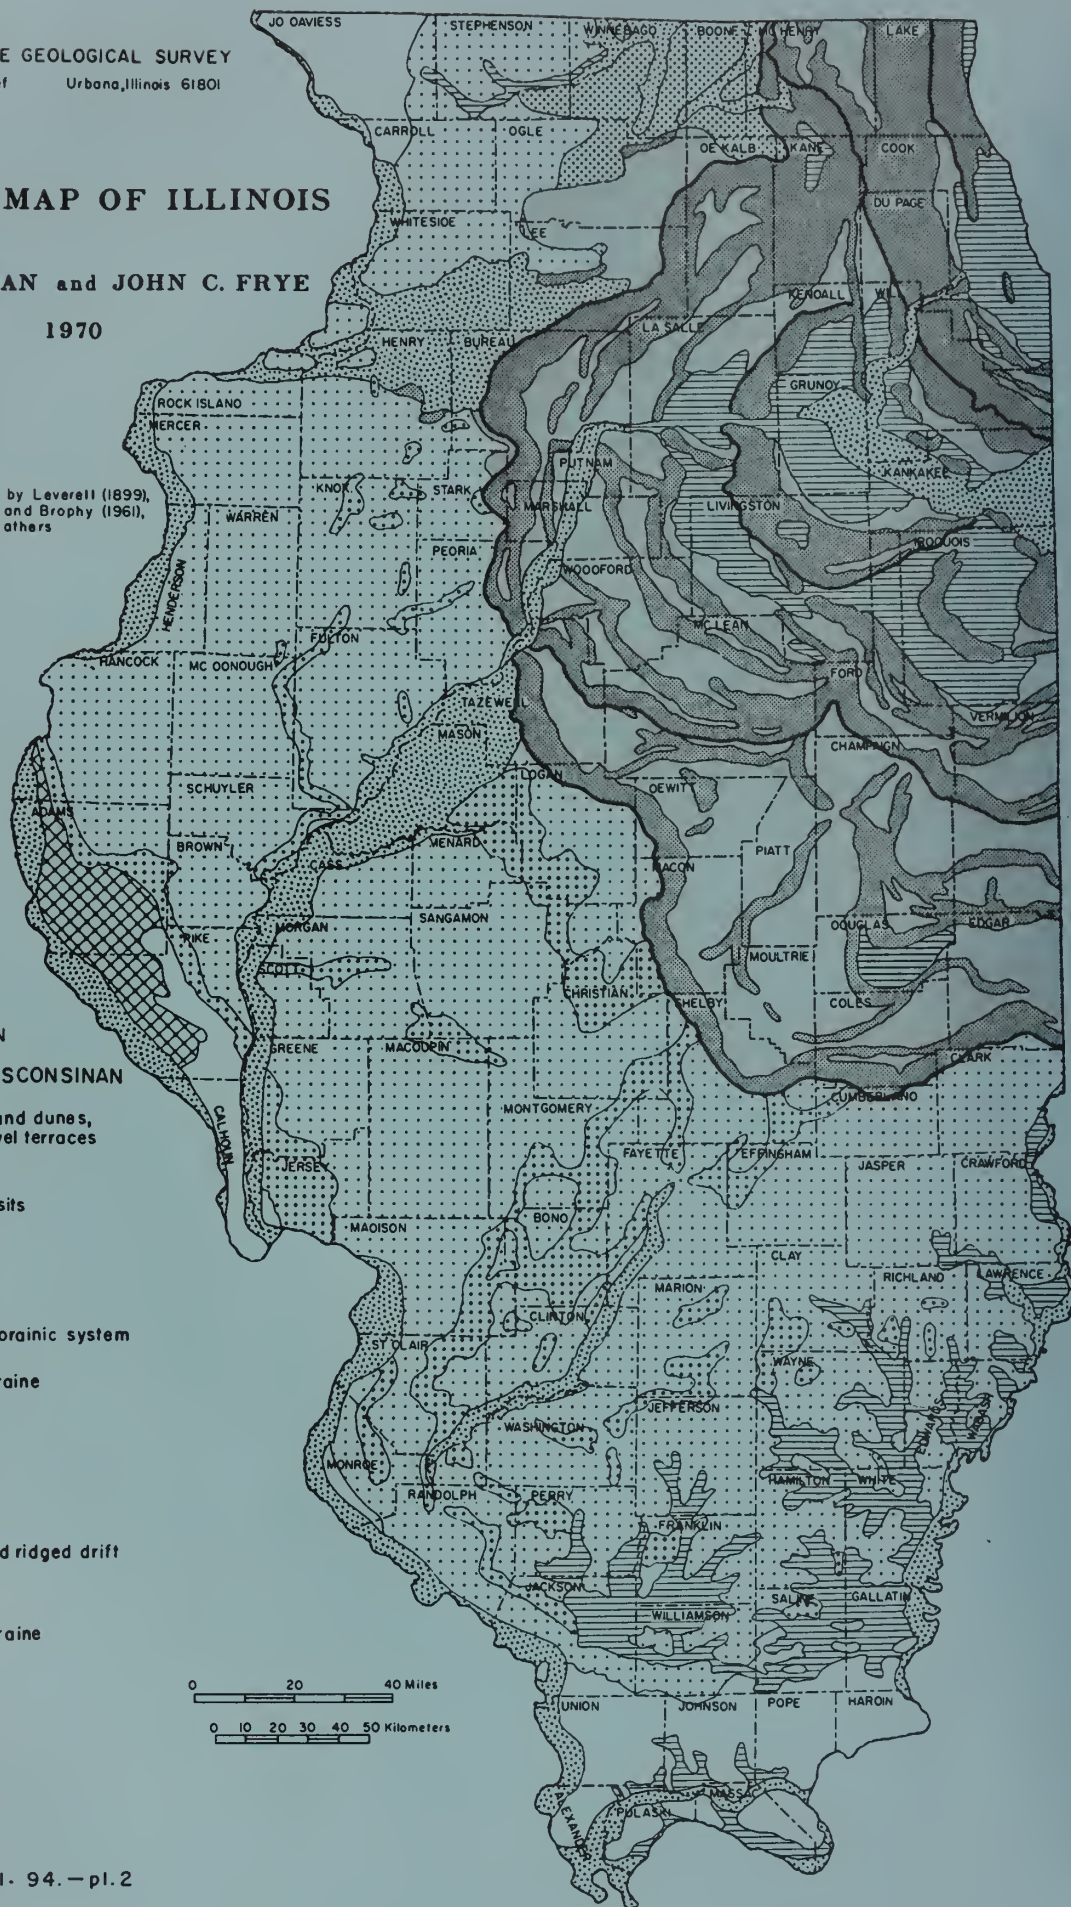 E GEOLOGICAL SURVEY
ef Urbana, Illinois 61801
MAP OF ILLINOIS
AN and JOHN C. FRYE
1970
by Leverell (1899),
and Brophy (1961),
athers
N
SCONSINAN
and dunes,
vel terraces
sits
orainic system
raine
d ridged drift
raine
0 20 40 Miles
0 10 20 30 40 50 Kilometers
1. 94.—pl. 2
JO DAVIESS
STEPHENSON
WINNEBAGO
BOONE
MC HENRY
LAKE
CARROLL
OGLE
DE KALB
KANE
COOK
DU PAGE
WHITESIDE
LEE
KENDALL
WILL
LA SALLE
HENRY
BUREAU
GRUNDY
ROCK ISLAND
MERCER
PUTNAM
KANKAKEE
KNOX
STARK
MARSHALL
LIVINGSTON
WARREN
PEORIA
IROQUOIS
WOODFORD
HENDERSON
FULTON
MC LEAN
HANCOCK
MC DONOUGH
FORD
TAZEWELL
VERMILION
MASON
CHAMPAIGN
LOGAN
SCHUYLER
DEWITT
ADAMS
BROWN
MENARD
PIATT
CASS
MACON
SANGAMON
MORGAN
DOUGLAS
EDGAR
PIKE
MOULTRIE
SCOTT
CHRISTIAN
SHELBY
COLES
GREENE
MACOUPIN
CLARK
CUMBERLAND
CALHOUN
MONTGOMERY
FAYETTE
EFFINGHAM
JASPER
CRAWFORD
JERSEY
BOND
MADISON
CLAY
RICHLAND
LAWRENCE
MARION
CLINTON
ST CLAIR
WAYNE
JEFFERSON
EDWARDS
WABASH
WASHINGTON
MONROE
HAMILTON
WHITE
RANDOLPH
PERRY
FRANKLIN
JACKSON
SALINE
GALLATIN
WILLIAMSON
UNION
JOHNSON
POPE
HARDIN
MASSAC
PULASKI
ALEXANDER